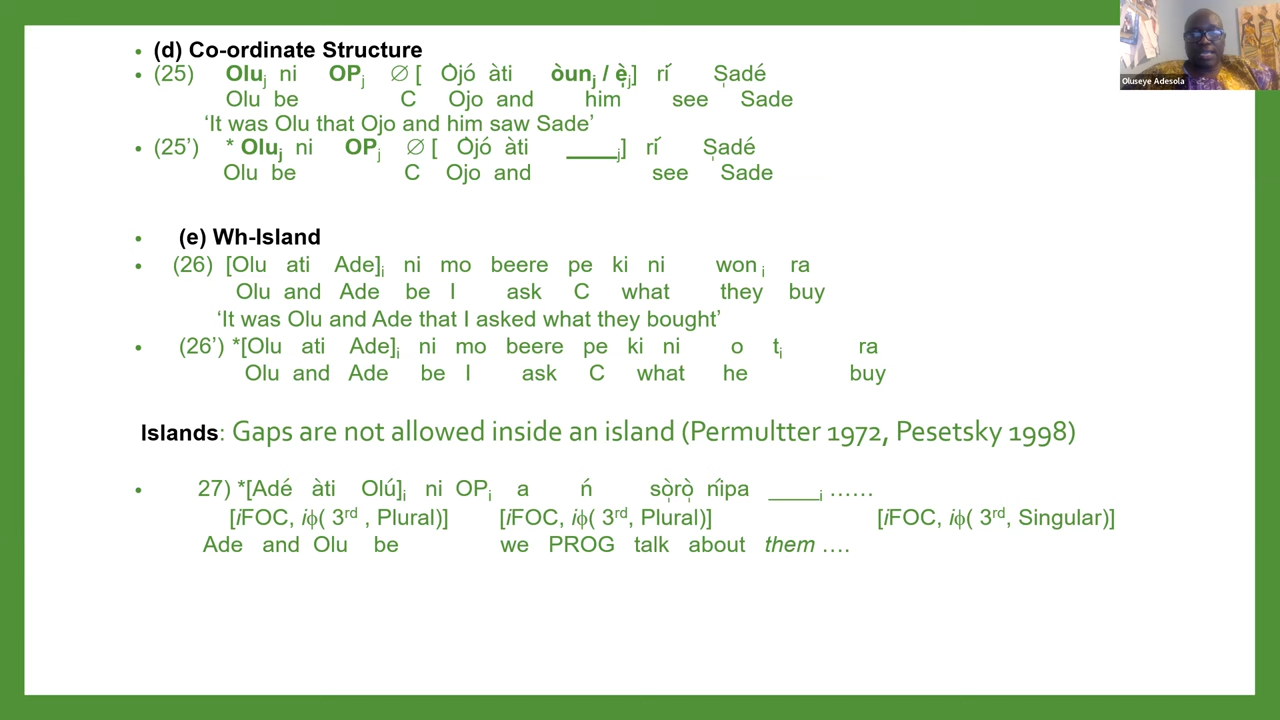 • (d) Co-ordinate Structure
• (25) Oluj ni OPj ∅ [ Òjó àti òunj / ẹ̀j] rí Ṣadé
Olu be C Ojo and him see Sade
‘It was Olu that Ojo and him saw Sade’
• (25’) * Oluj ni OPj ∅ [ Òjó àti _____j] rí Ṣadé
Olu be C Ojo and see Sade
• (e) Wh-Island
• (26) [Olu ati Ade]i ni mo beere pe ki ni won i ra
Olu and Ade be I ask C what they buy
‘It was Olu and Ade that I asked what they bought’
• (26’) *[Olu ati Ade]i ni mo beere pe ki ni o ti ra
Olu and Ade be I ask C what he buy
Islands: Gaps are not allowed inside an island (Permultter 1972, Pesetsky 1998)
• 27) *[Adé àti Olú]i ni OPi a ń sọ̀rọ̀ nípa _____i ……
[iFOC, iϕ( 3rd , Plural)] [iFOC, iϕ( 3rd, Plural)] [iFOC, iϕ( 3rd, Singular)]
Ade and Olu be we PROG talk about them ….
Oluseye Adesola